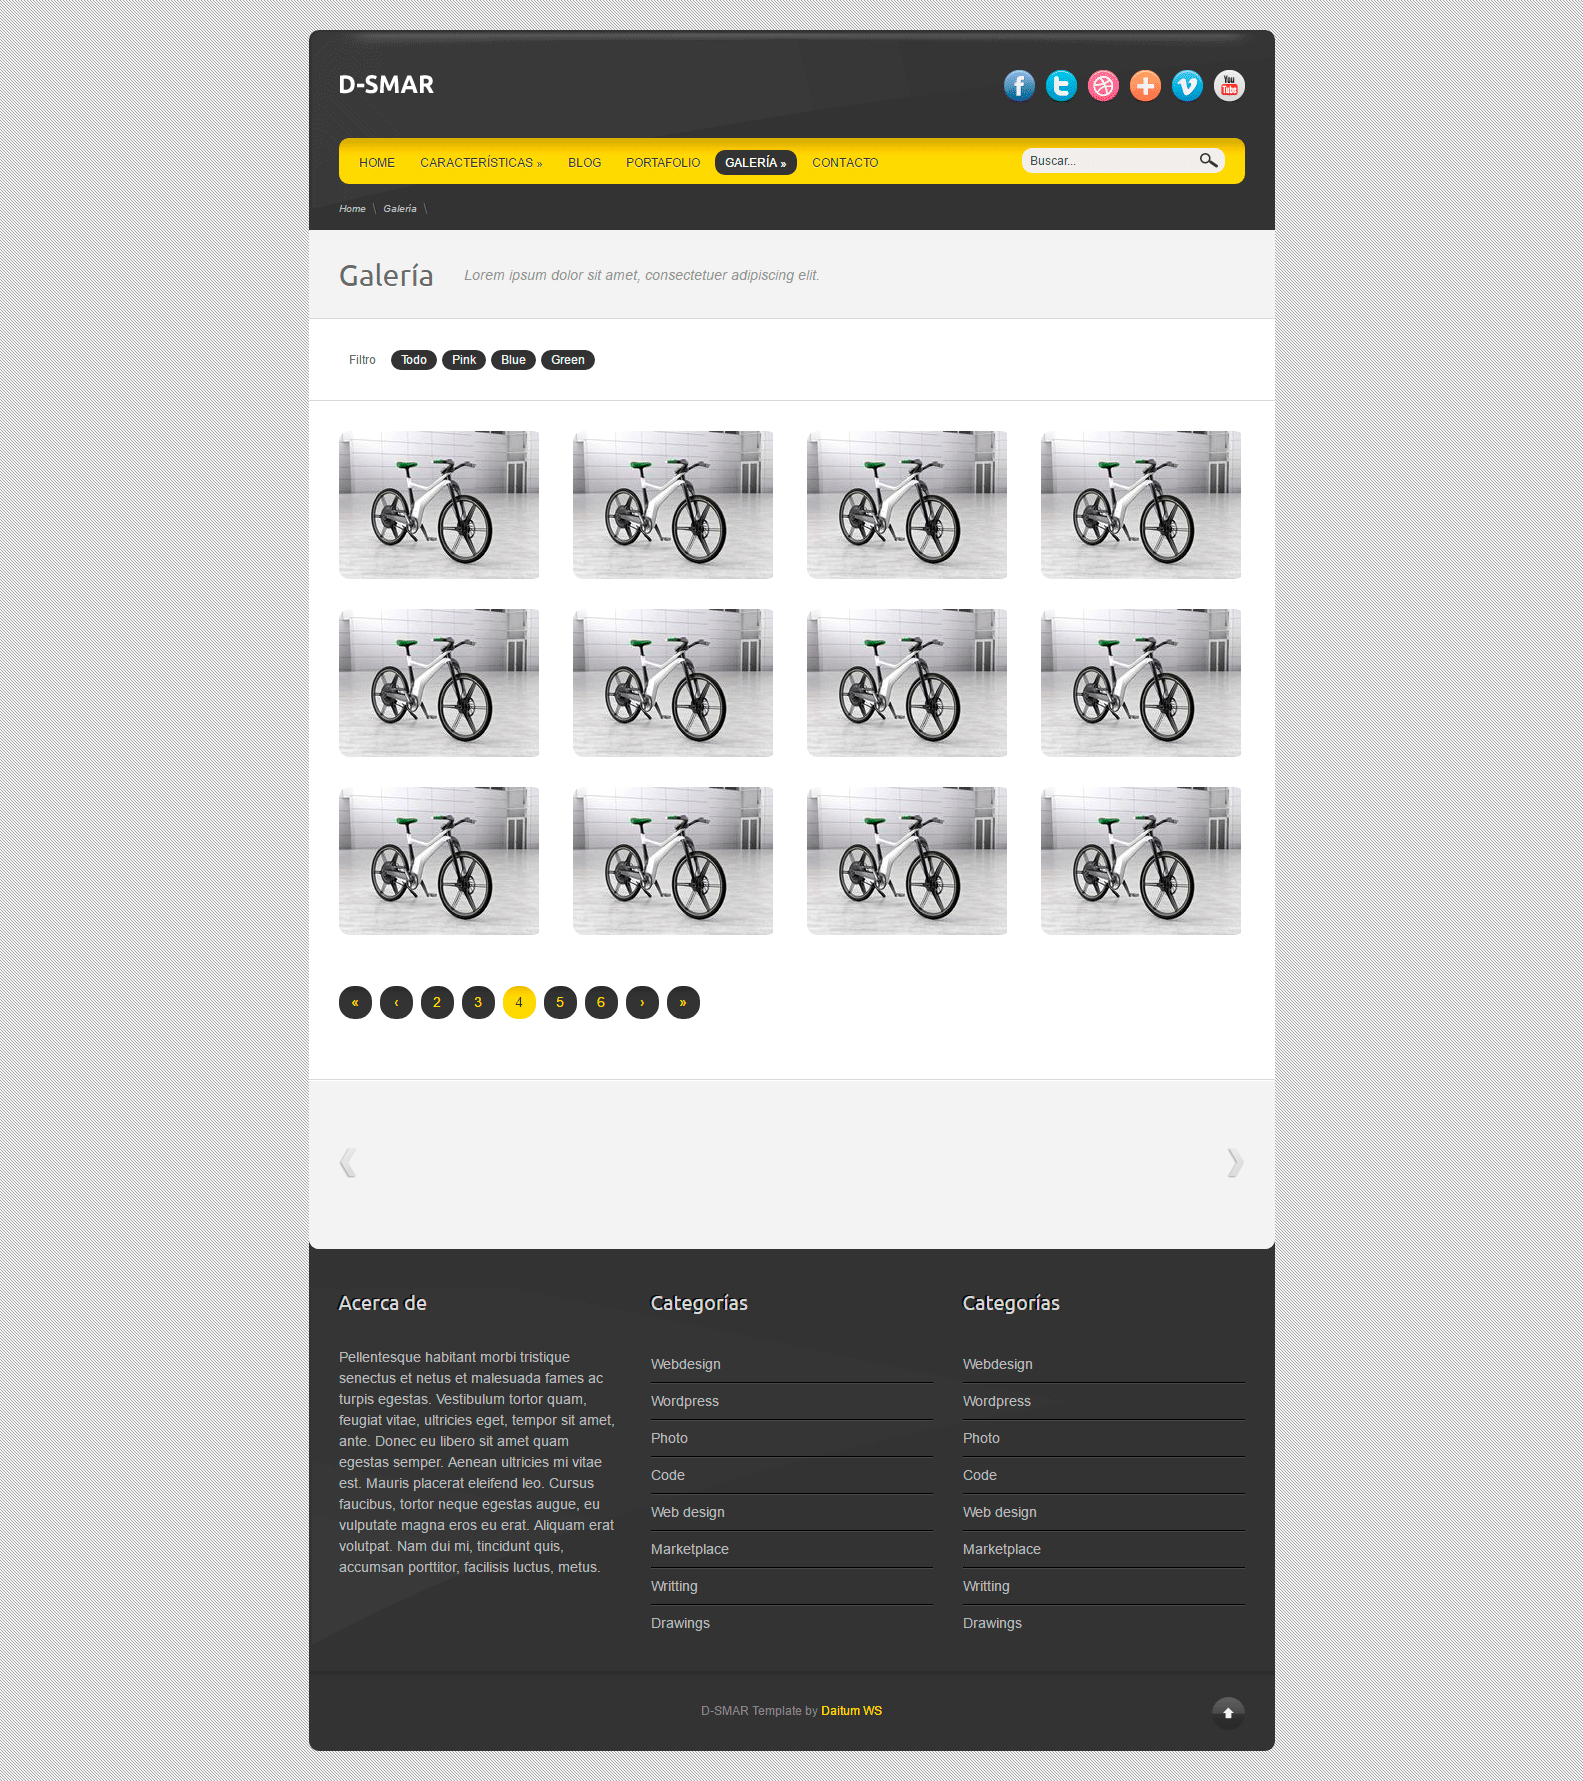 D-SMAR
You
Tube
HOME CARACTERÍSTICAS » BLOG PORTAFOLIO GALERÍA » CONTACTO Buscar...
Home \ Galería \
Galería Lorem ipsum dolor sit amet, consectetuer adipiscing elit.
Filtro Todo Pink Blue Green
« ‹ 2 3 4 5 6 › »
Acerca de
Pellentesque habitant morbi tristique
senectus et netus et malesuada fames ac
turpis egestas. Vestibulum tortor quam,
feugiat vitae, ultricies eget, tempor sit amet,
ante. Donec eu libero sit amet quam
egestas semper. Aenean ultricies mi vitae
est. Mauris placerat eleifend leo. Cursus
faucibus, tortor neque egestas augue, eu
vulputate magna eros eu erat. Aliquam erat
volutpat. Nam dui mi, tincidunt quis,
accumsan porttitor, facilisis luctus, metus.
Categorías
Webdesign
Wordpress
Photo
Code
Web design
Marketplace
Writting
Drawings
Categorías
Webdesign
Wordpress
Photo
Code
Web design
Marketplace
Writting
Drawings
D-SMAR Template by Daitum WS